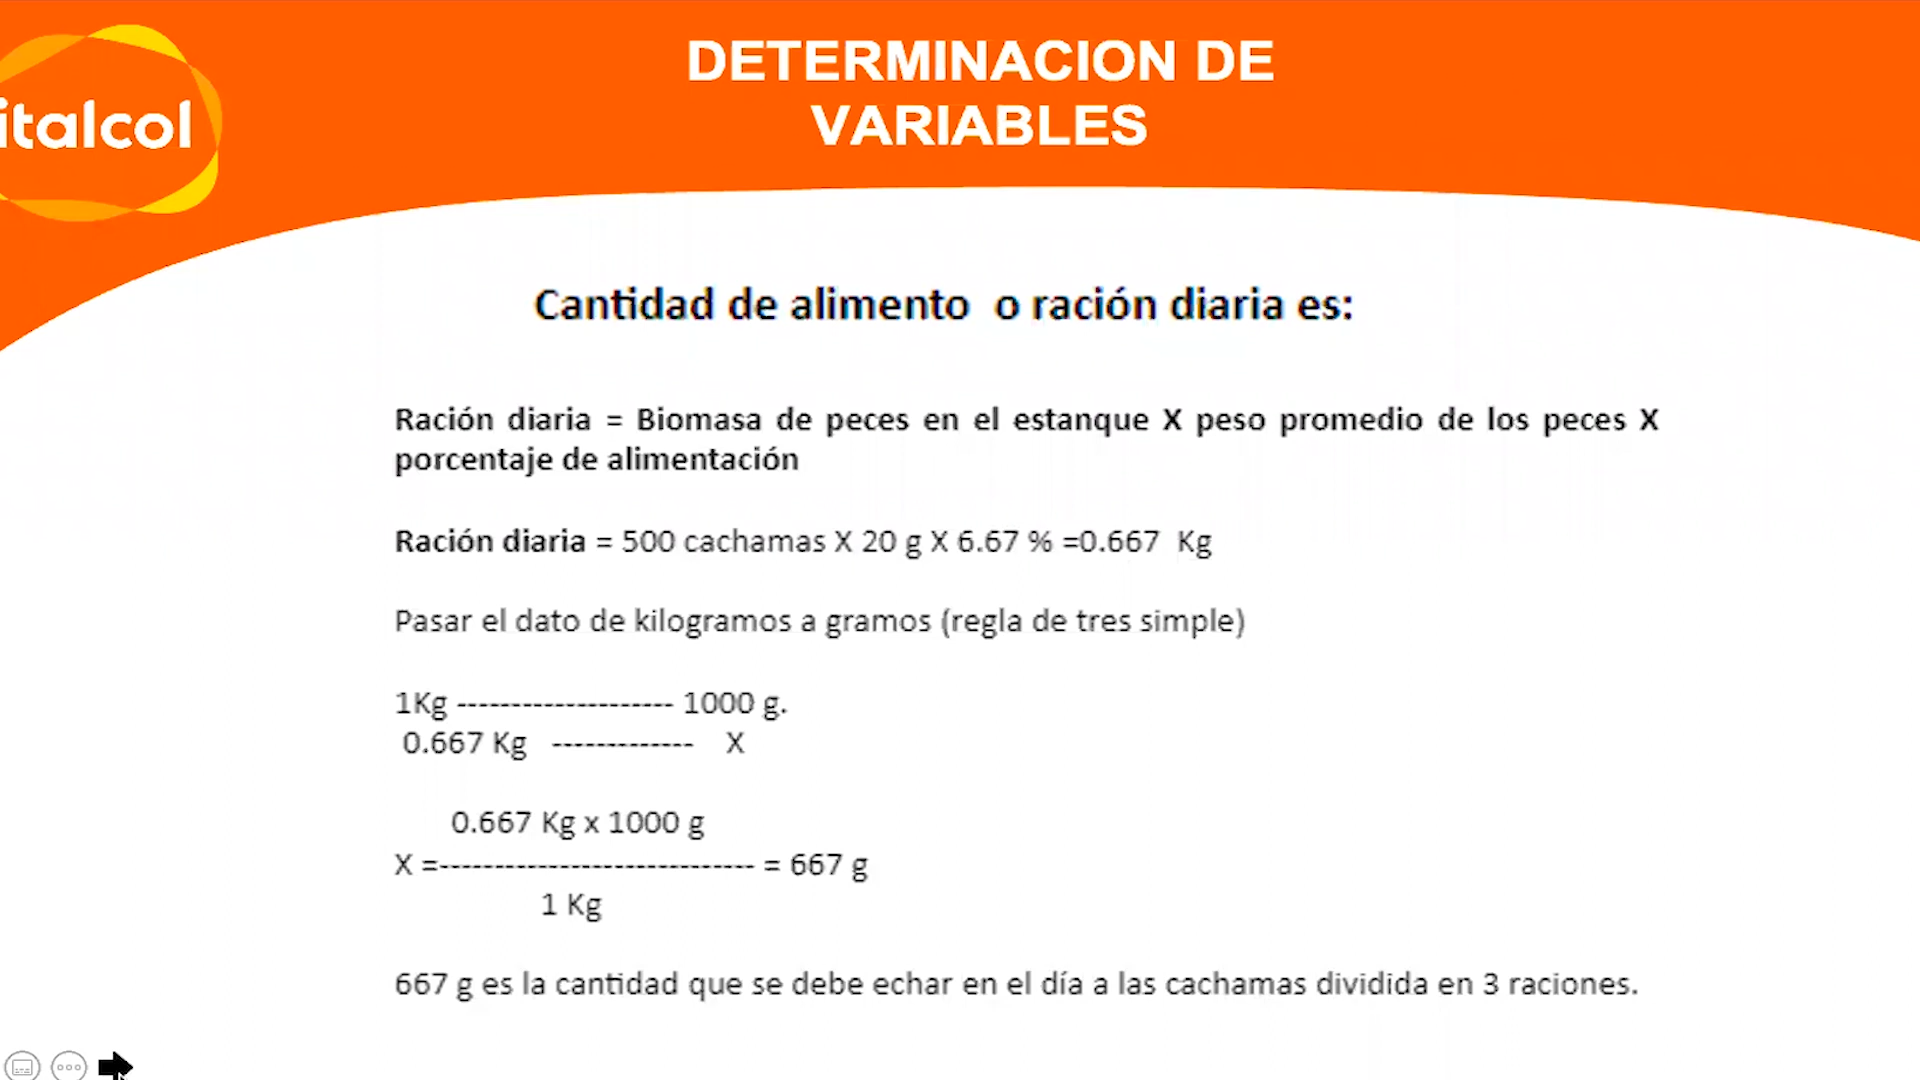 DETERMINACION DE
VARIABLES
italcol
Cantidad de alimento o ración diaria es:
Ración diaria = Biomasa de peces en el estanque X peso promedio de los peces X
porcentaje de alimentación
Ración diaria = 500 cachamas X 20 g X 6.67 % =0.667 Kg
Pasar el dato de kilogramos a gramos (regla de tres simple)
1Kg -------------------- 1000 g.
0.667 Kg ------------- X
0.667 Kg x 1000 g
X =----------------------------- = 667 g
1 Kg
667 g es la cantidad que se debe echar en el día a las cachamas dividida en 3 raciones.